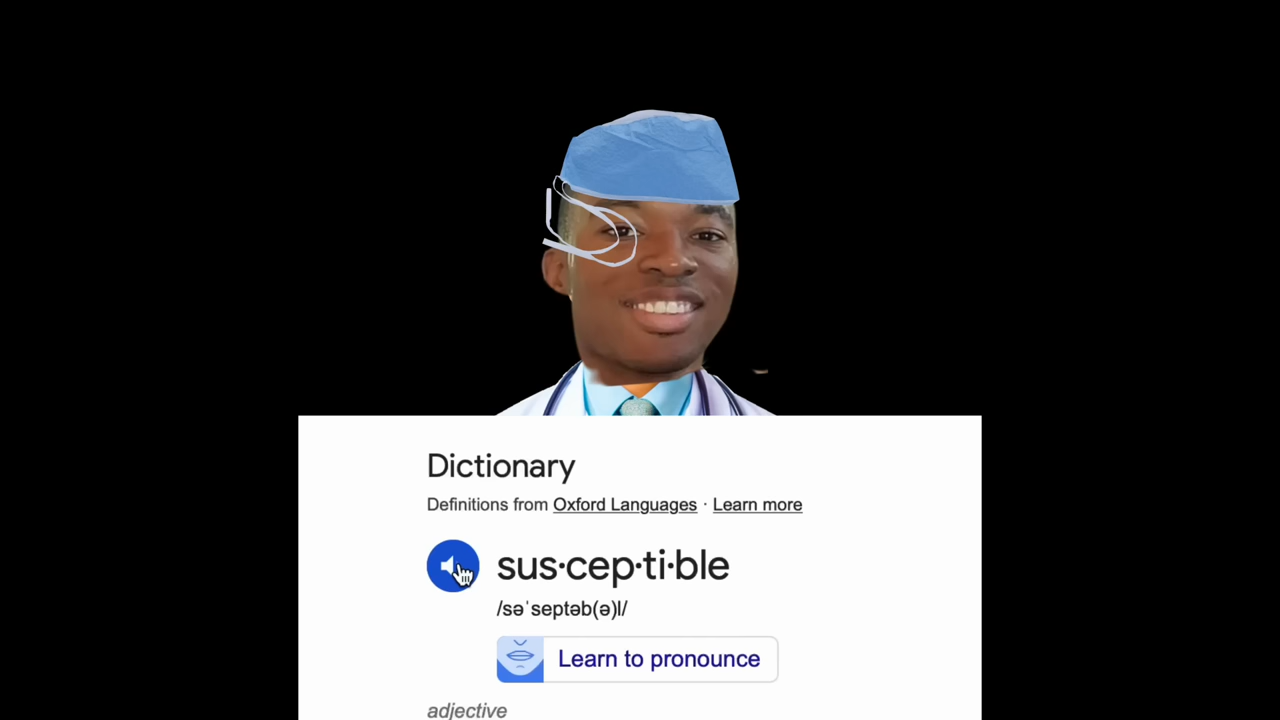 Dictionary
Definitions from Oxford Languages · Learn more
sus·cep·ti·ble
/səˈseptəb(ə)l/
Learn to pronounce
adjective